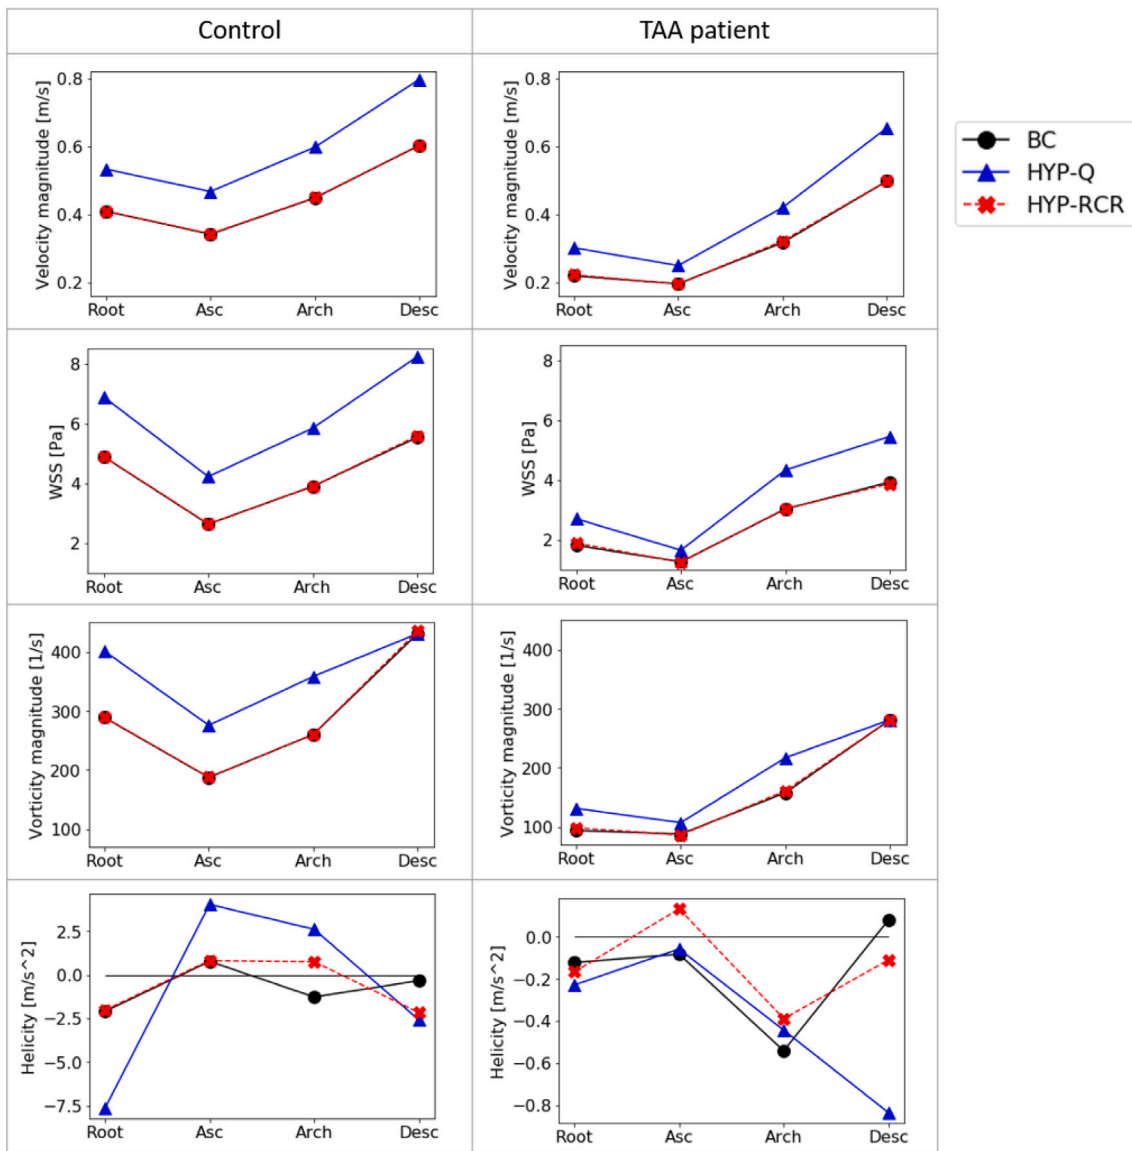 Control
TAA patient
BC
HYP-Q
HYP-RCR
Velocity magnitude [m/s]
0.8
0.6
0.4
0.2
Root Asc Arch Desc
Velocity magnitude [m/s]
0.8
0.6
0.4
0.2
Root Asc Arch Desc
WSS [Pa]
8
6
4
2
Root Asc Arch Desc
WSS [Pa]
8
6
4
2
Root Asc Arch Desc
Vorticity magnitude [1/s]
400
300
200
100
Root Asc Arch Desc
Vorticity magnitude [1/s]
400
300
200
100
Root Asc Arch Desc
Helicity [m/s^2]
2.5
0.0
−2.5
−5.0
−7.5
Root Asc Arch Desc
Helicity [m/s^2]
0.0
−0.2
−0.4
−0.6
−0.8
Root Asc Arch Desc